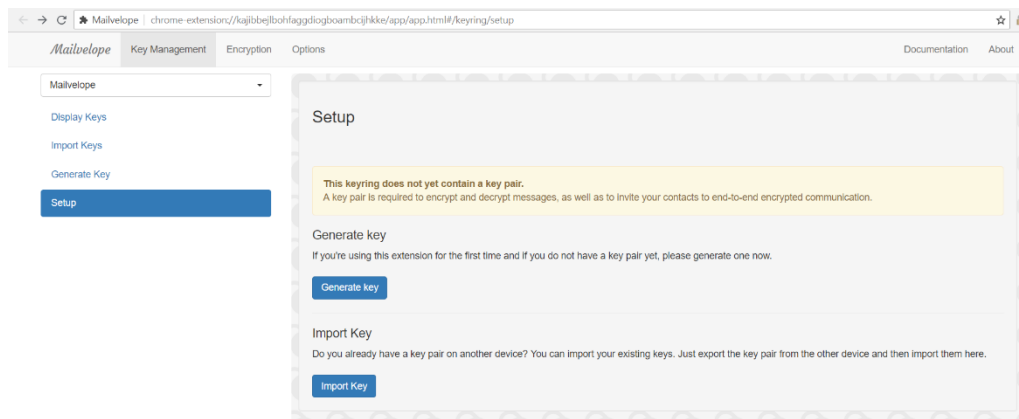 Mailvelope chrome-extension://kajibbejlbohfaggdiogboambcijhkke/app/app.html#/keyring/setup
Mailvelope Key Management Encryption Options Documentation About
Mailvelope
Display Keys
Import Keys
Generate Key
Setup
Setup
This keyring does not yet contain a key pair.
A key pair is required to encrypt and decrypt messages, as well as to invite your contacts to end-to-end encrypted communication.
Generate key
If you're using this extension for the first time and if you do not have a key pair yet, please generate one now.
Generate key
Import Key
Do you already have a key pair on another device? You can import your existing keys. Just export the key pair from the other device and then import them here.
Import Key